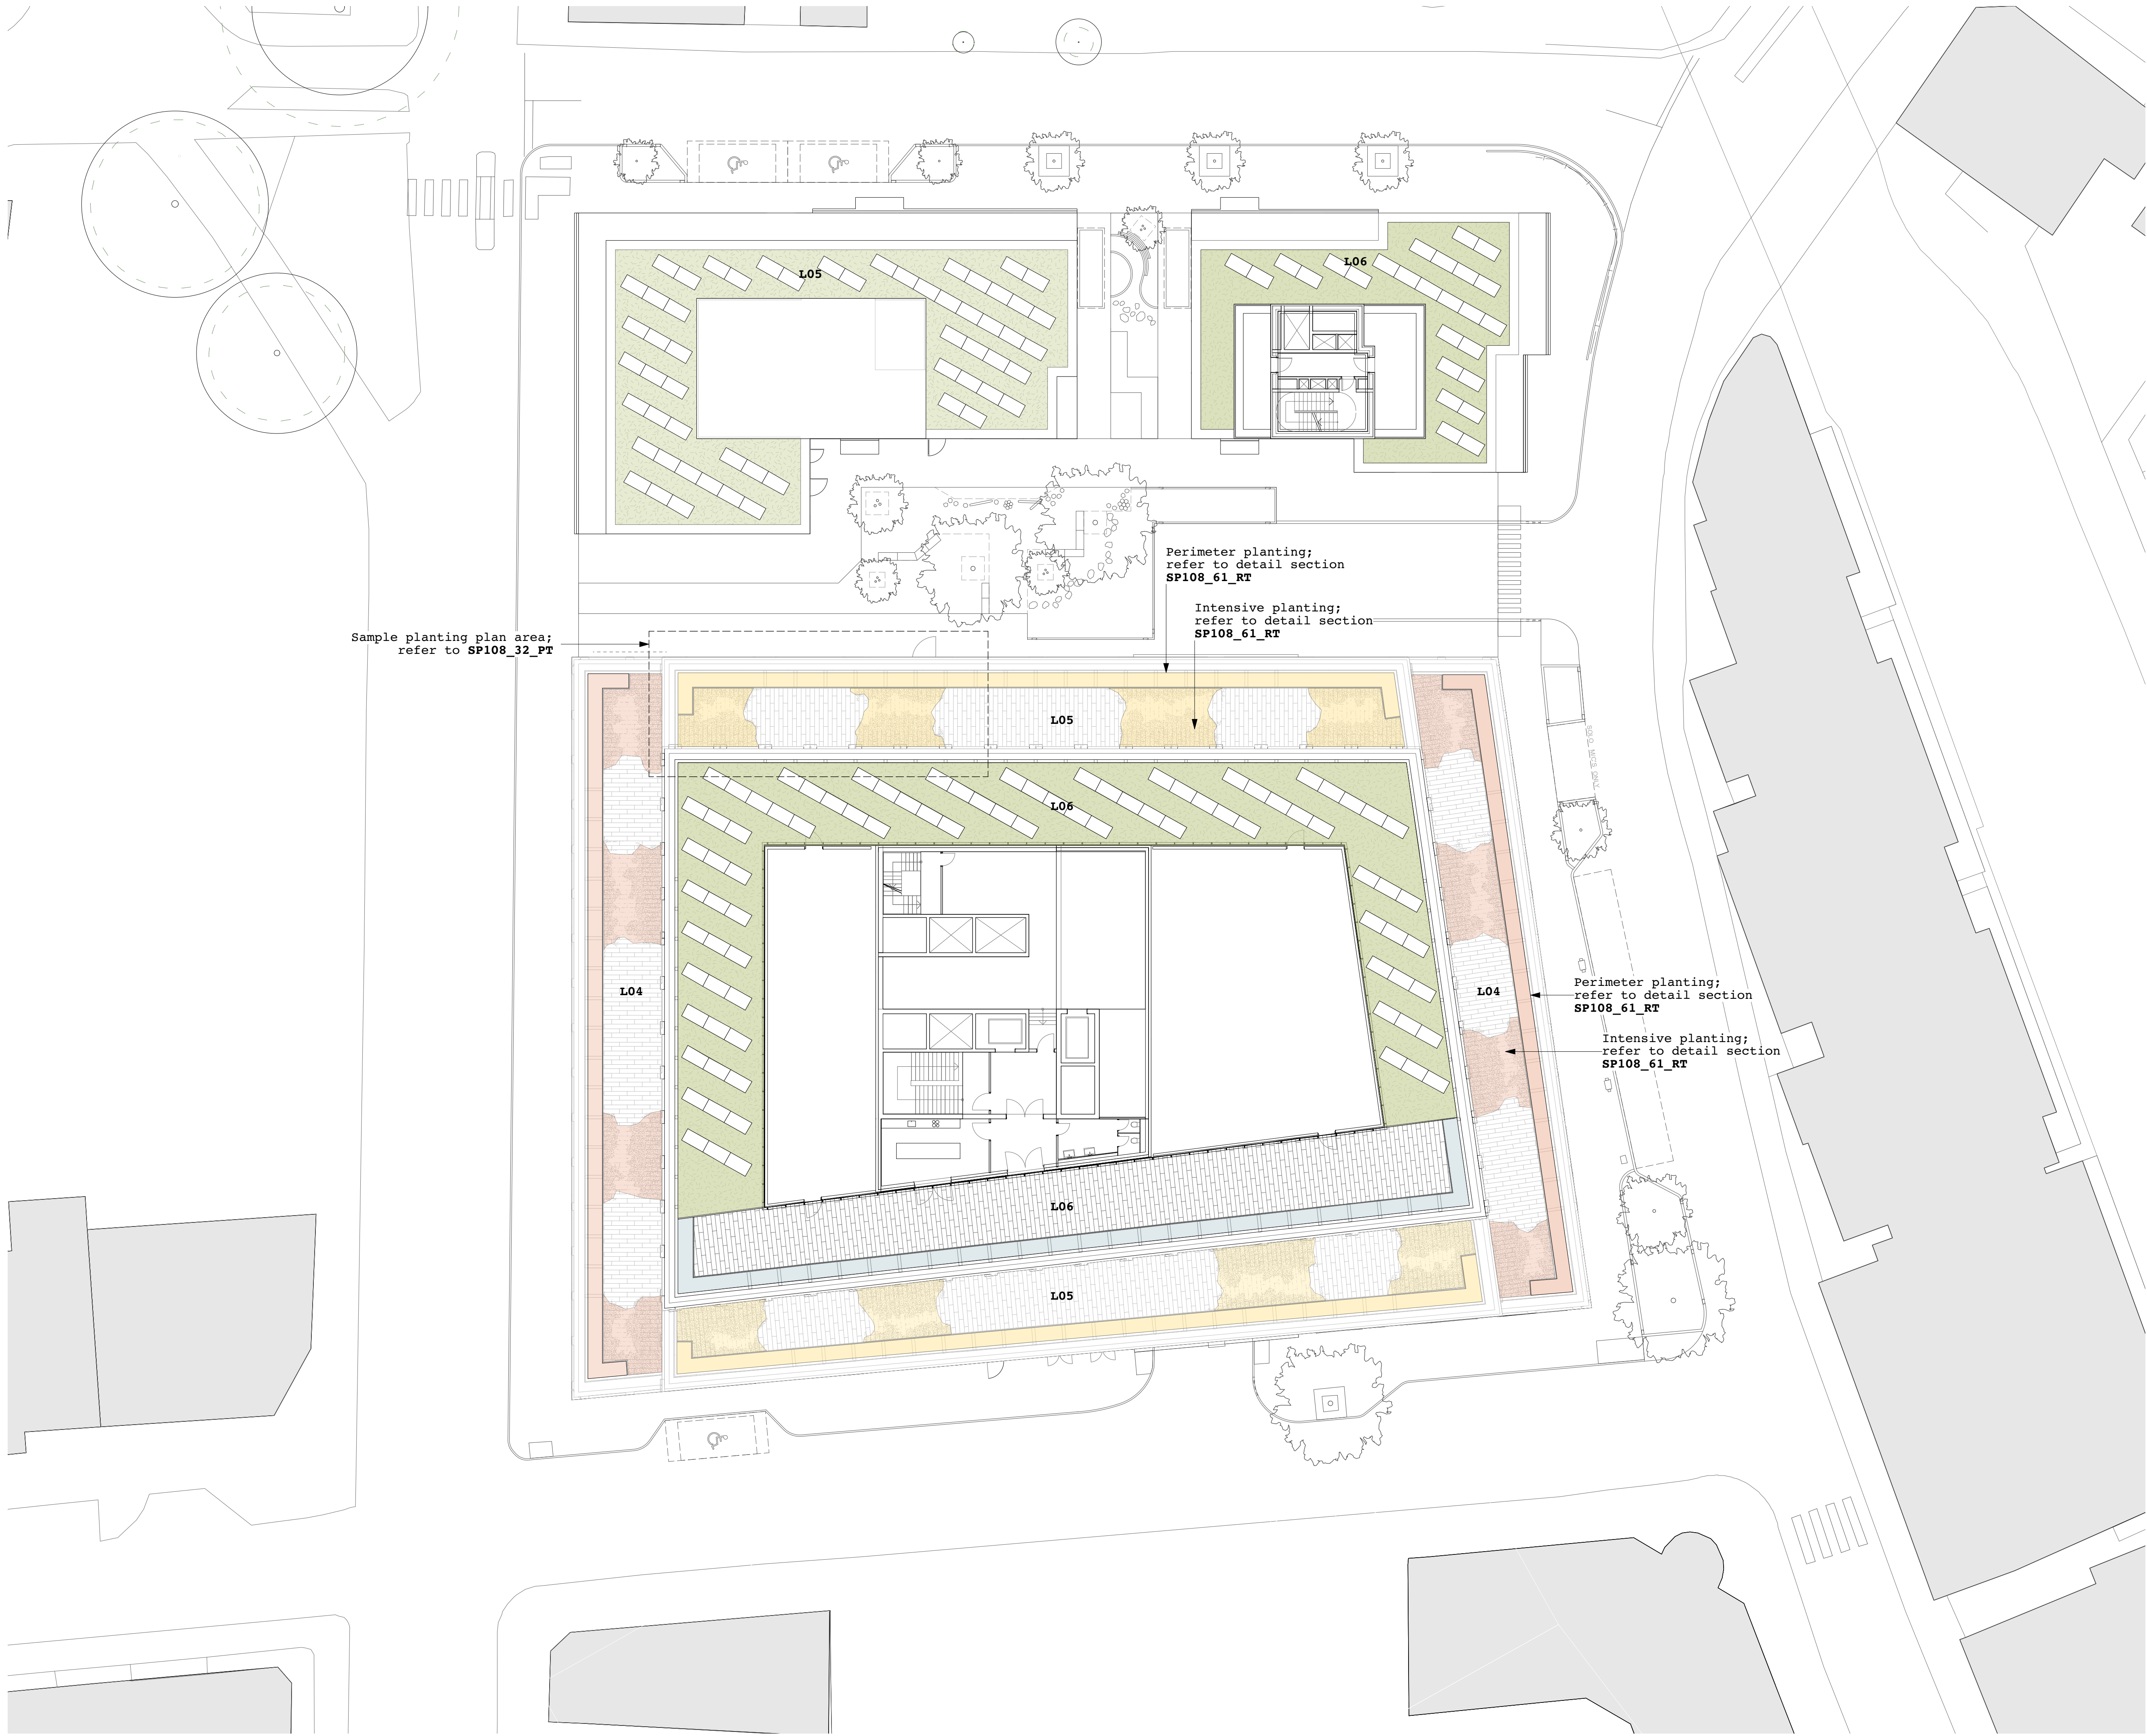 L05
L06
Perimeter planting;
refer to detail section
SP108_61_RT
Intensive planting;
refer to detail section
SP108_61_RT
Sample planting plan area;
refer to SP108_32_PT
L05
L06
L04
L04
Perimeter planting;
refer to detail section
SP108_61_RT
Intensive planting;
refer to detail section
SP108_61_RT
L06
L05